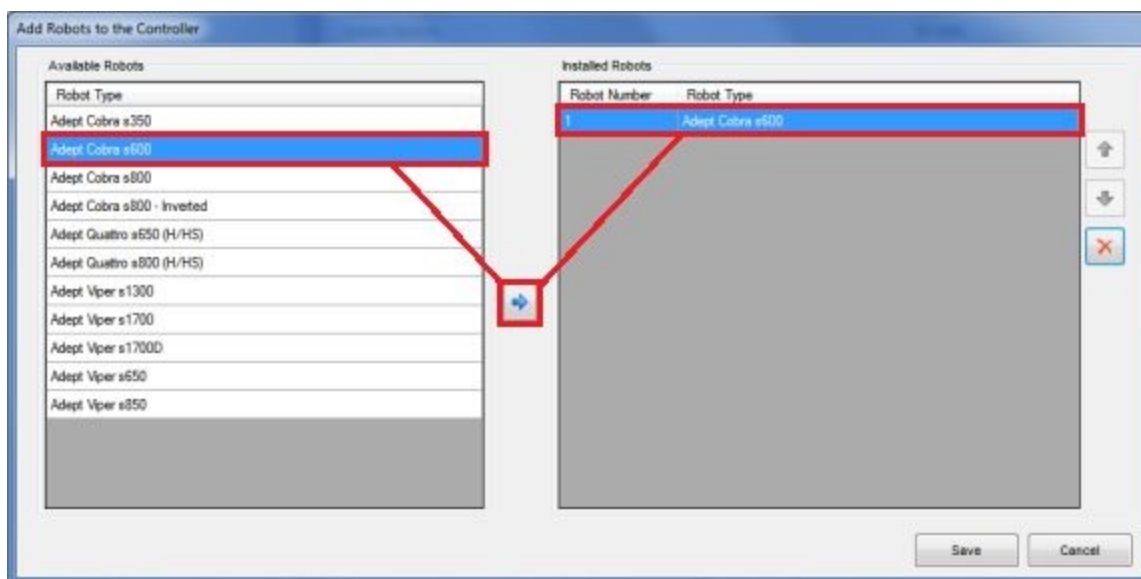 Add Robots to the Controller
Available Robots
Robot Type
Adept Cobra s350
Adept Cobra s600
Adept Cobra s800
Adept Cobra s800 - Inverted
Adept Quattro s650 (H/HS)
Adept Quattro s800 (H/HS)
Adept Viper s1300
Adept Viper s1700
Adept Viper s1700D
Adept Viper s650
Adept Viper s850
Installed Robots
Robot Number Robot Type
1 Adept Cobra s600
Save Cancel